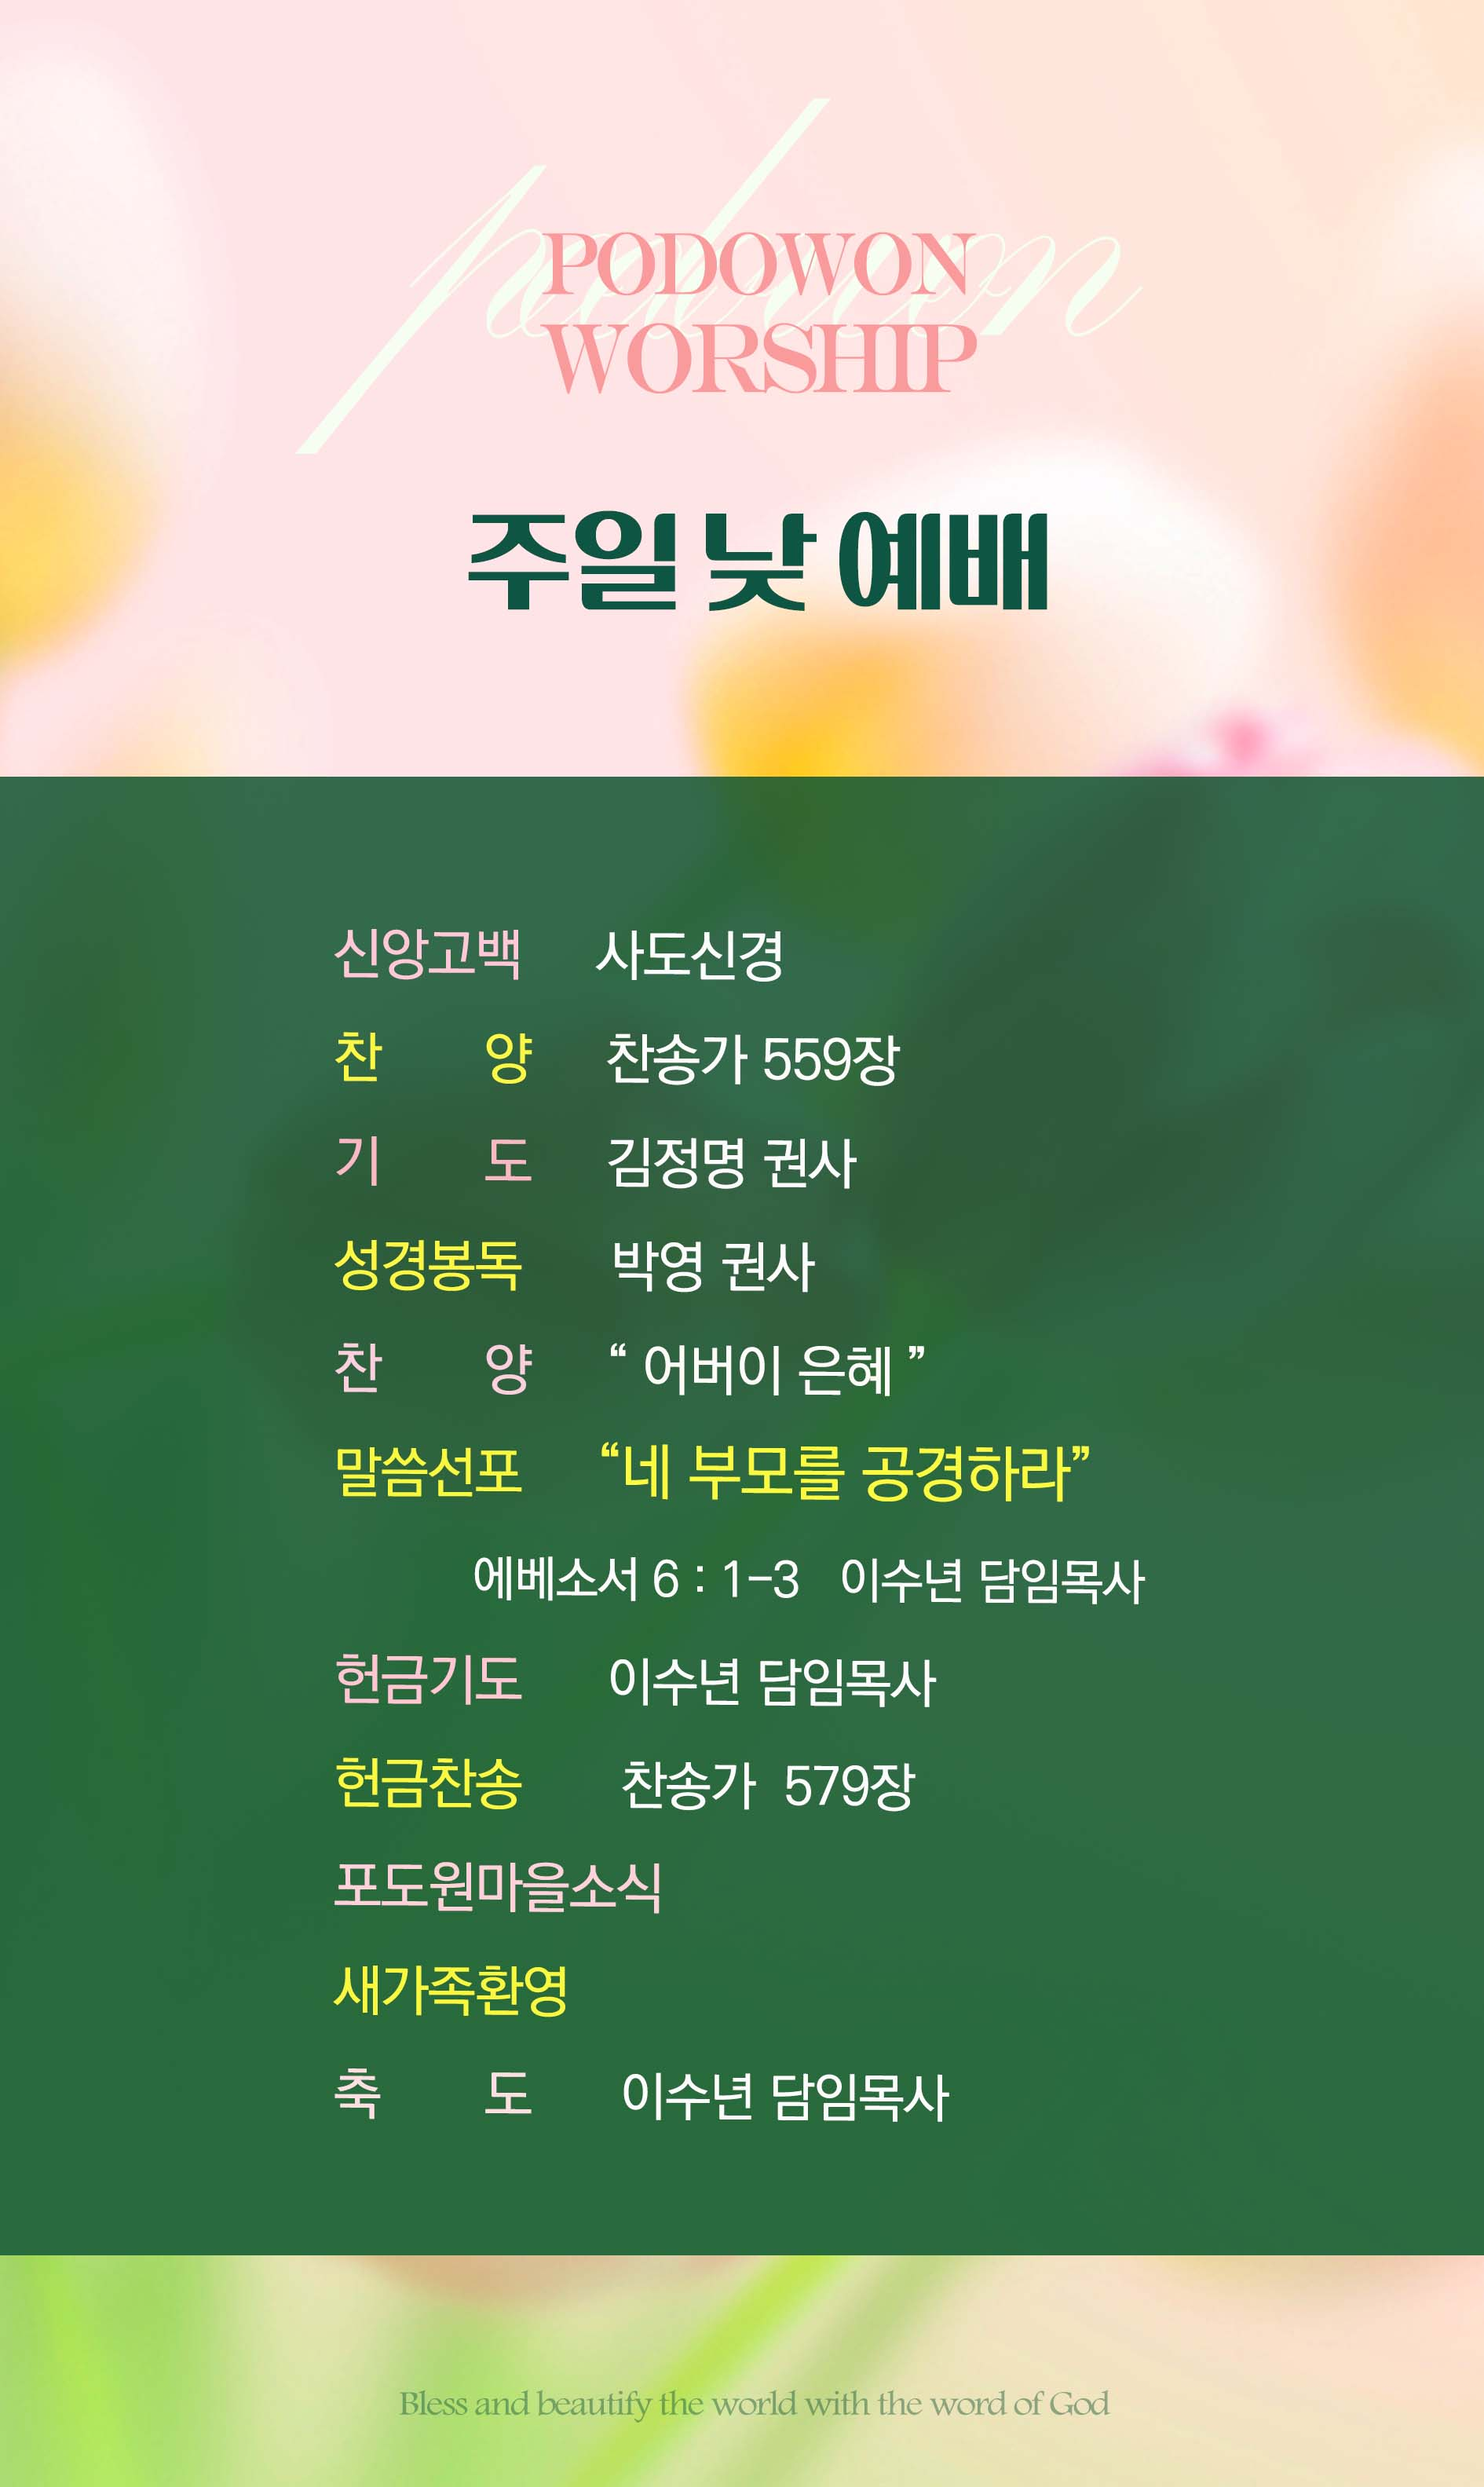 podowon
PODOWON
WORSHIP
주일 낮 예배
신앙고백 사도신경
찬 양 찬송가 559장
기 도 김정명 권사
성경봉독 박영 권사
찬 양 “ 어버이 은혜 ”
말씀선포 “네 부모를 공경하라”
에베소서 6 : 1-3 이수년 담임목사
헌금기도 이수년 담임목사
헌금찬송 찬송가 579장
포도원마을소식
새가족환영
축 도 이수년 담임목사
Bless and beautify the world with the word of God